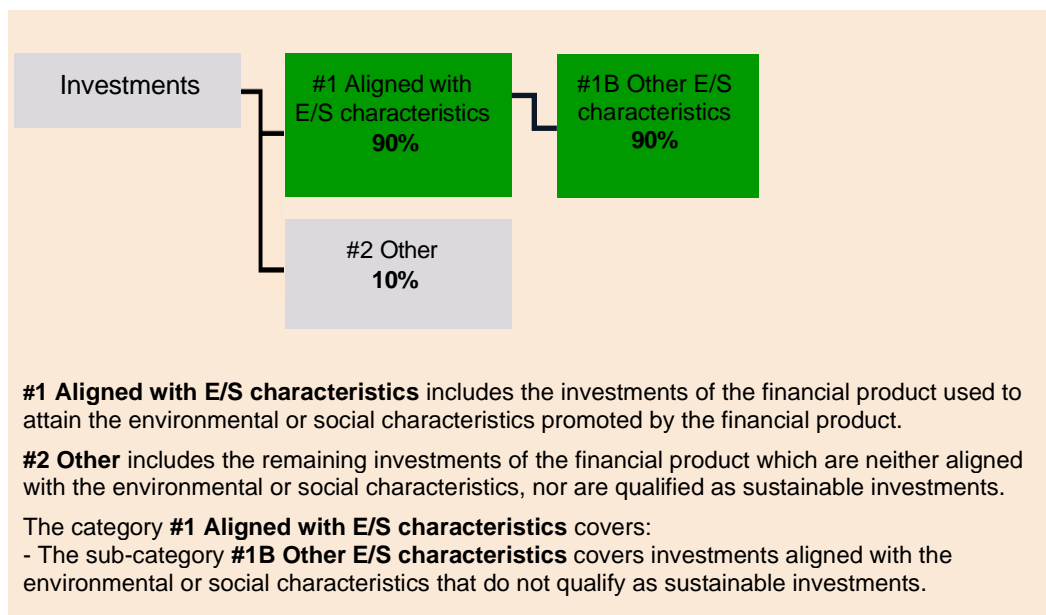 Investments
#1 Aligned with
E/S characteristics
90%
#1B Other E/S
characteristics
90%
#2 Other
10%
#1 Aligned with E/S characteristics includes the investments of the financial product used to
attain the environmental or social characteristics promoted by the financial product.
#2 Other includes the remaining investments of the financial product which are neither aligned
with the environmental or social characteristics, nor are qualified as sustainable investments.
The category #1 Aligned with E/S characteristics covers:
- The sub-category #1B Other E/S characteristics covers investments aligned with the
environmental or social characteristics that do not qualify as sustainable investments.